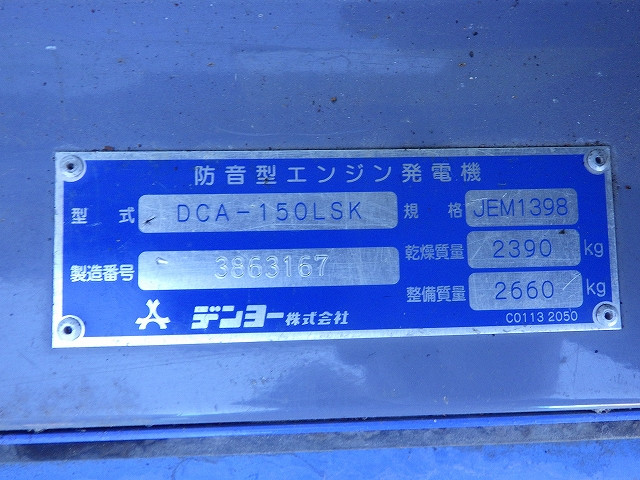 防音型エンジン発電機
型式 DCA-150LSK 規格 JEM1398
乾燥質量 2390 kg
製造番号 3863167
整備質量 2660 kg
デンヨー株式会社
C0113 2050